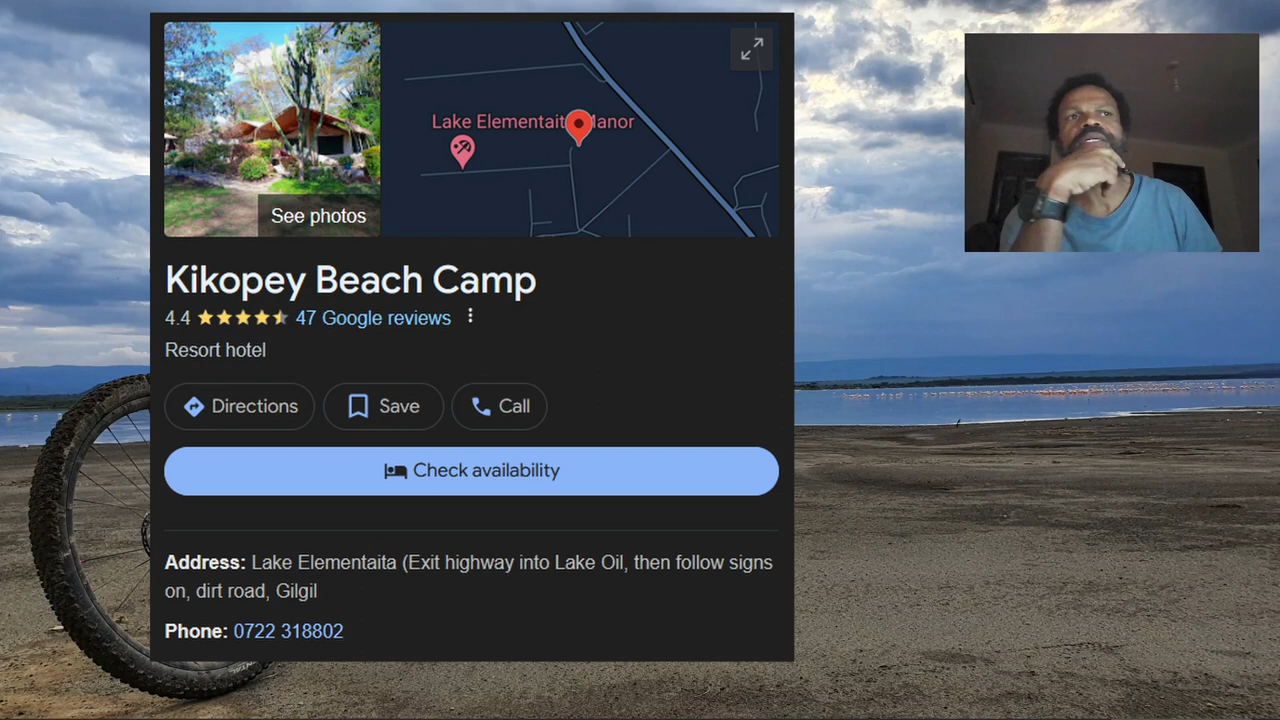 Lake Elementait Manor
See photos
Kikopey Beach Camp
4.4 47 Google reviews
Resort hotel
Directions Save Call
Check availability
Address: Lake Elementaita (Exit highway into Lake Oil, then follow signs
on, dirt road, Gilgil
Phone: 0722 318802